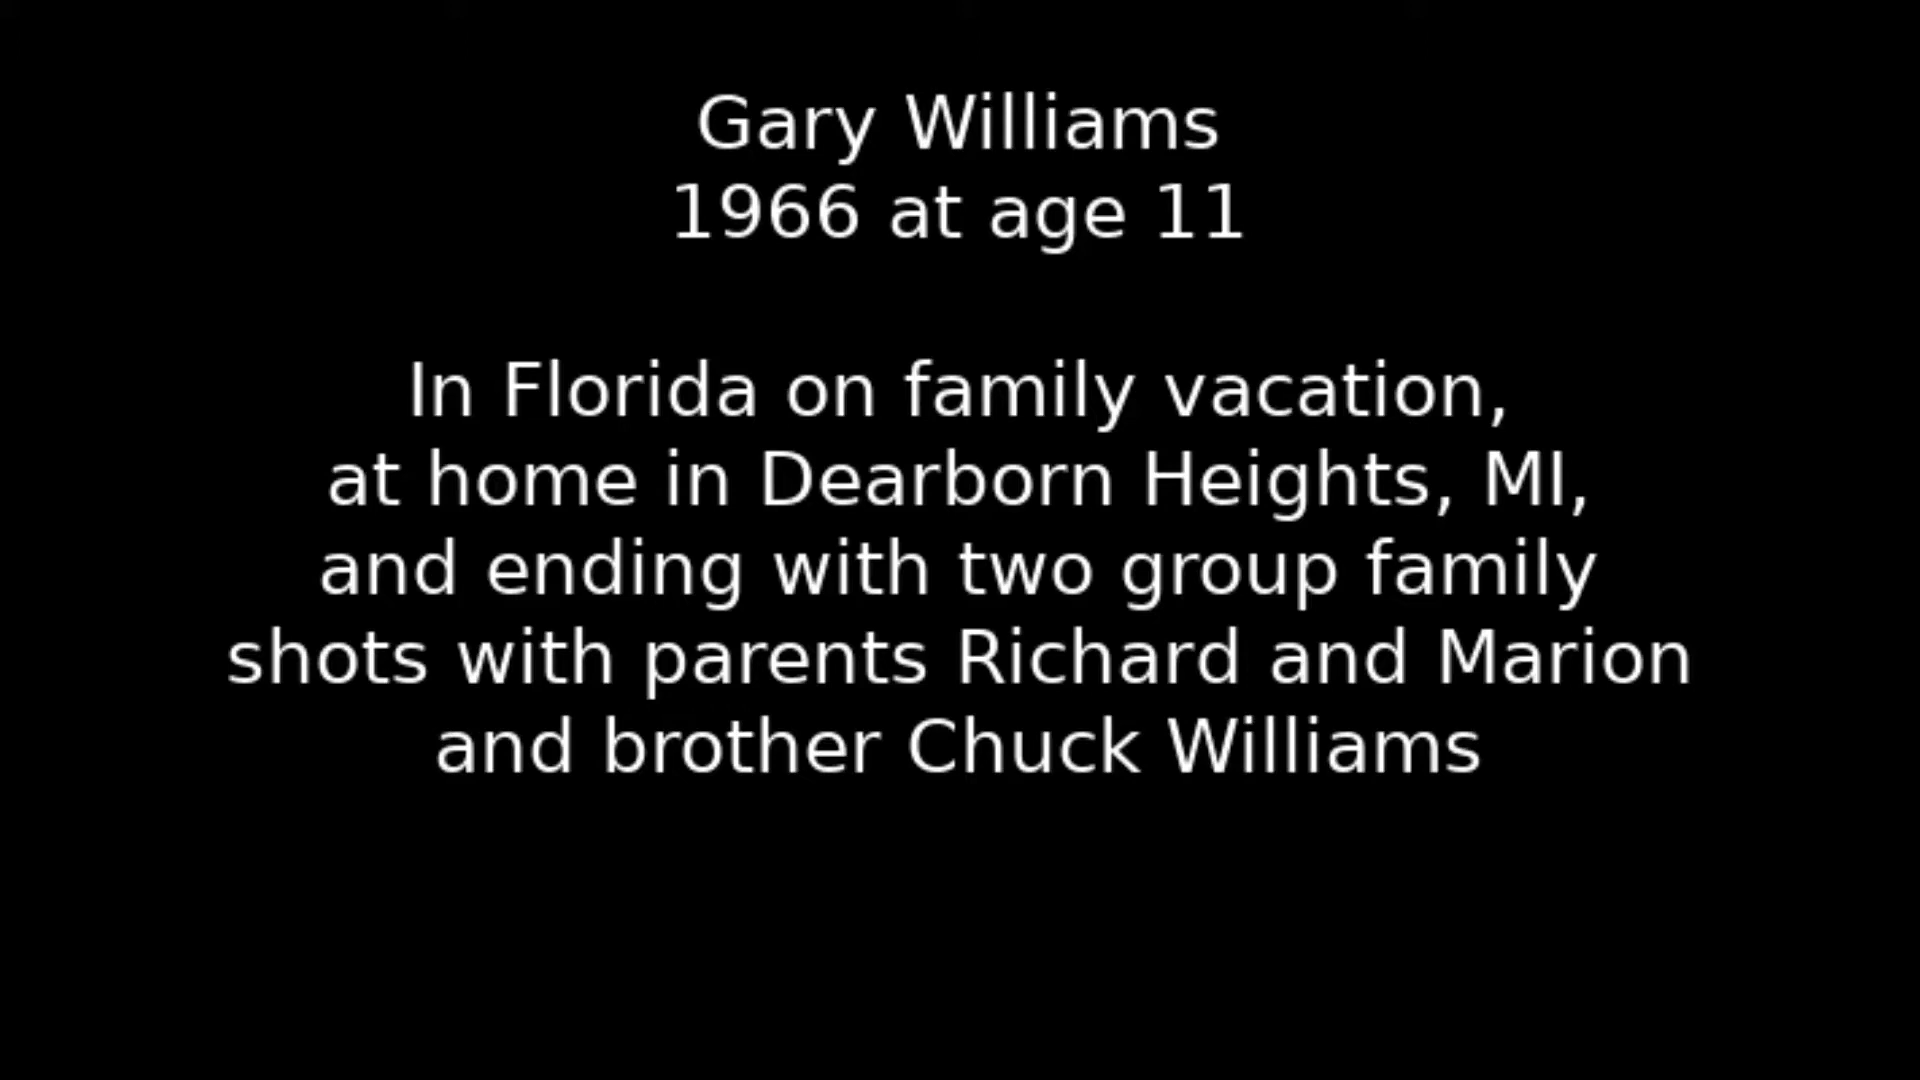 Gary Williams
1966 at age 11
In Florida on family vacation,
at home in Dearborn Heights, MI,
and ending with two group family
shots with parents Richard and Marion
and brother Chuck Williams